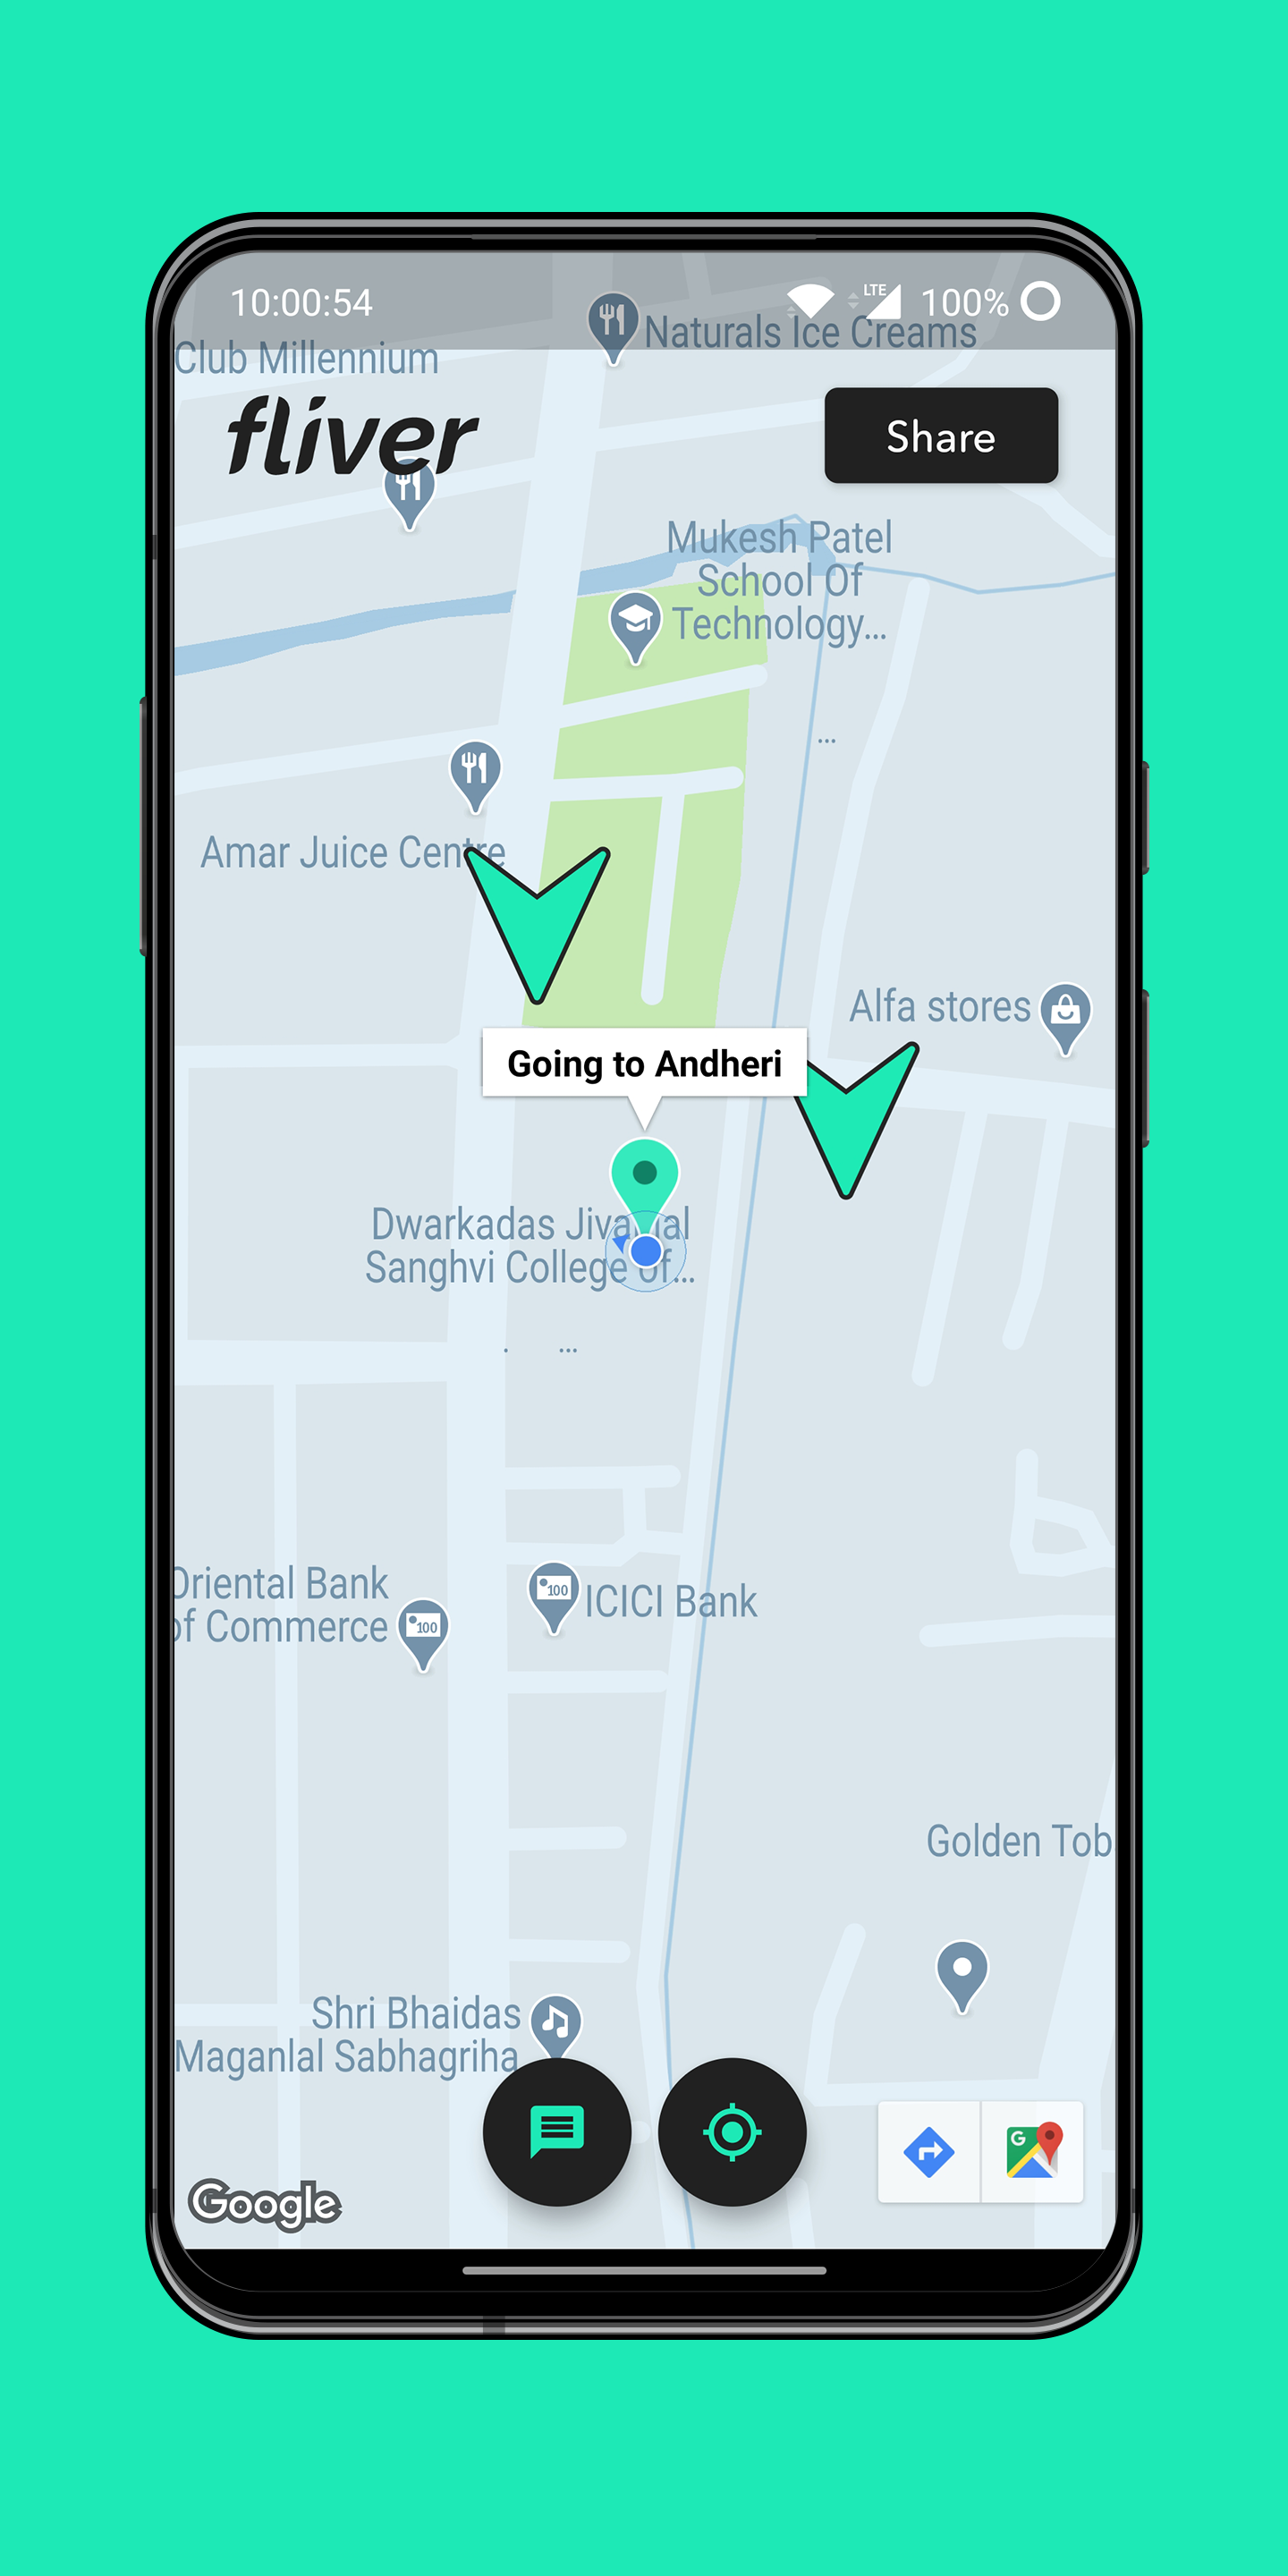 10:00:54
LTE
100%
Naturals Ice Creams
Club Millennium
fliver
Share
Mukesh Patel
School Of
Technology...
...
Amar Juice Centre
Alfa stores
Going to Andheri
Dwarkadas
Sanghvi College of...
. ...
Oriental Bank
of Commerce
100
100
ICICI Bank
Golden Tob
Shri Bhaidas
Maganlal Sabhagriha
G
Google